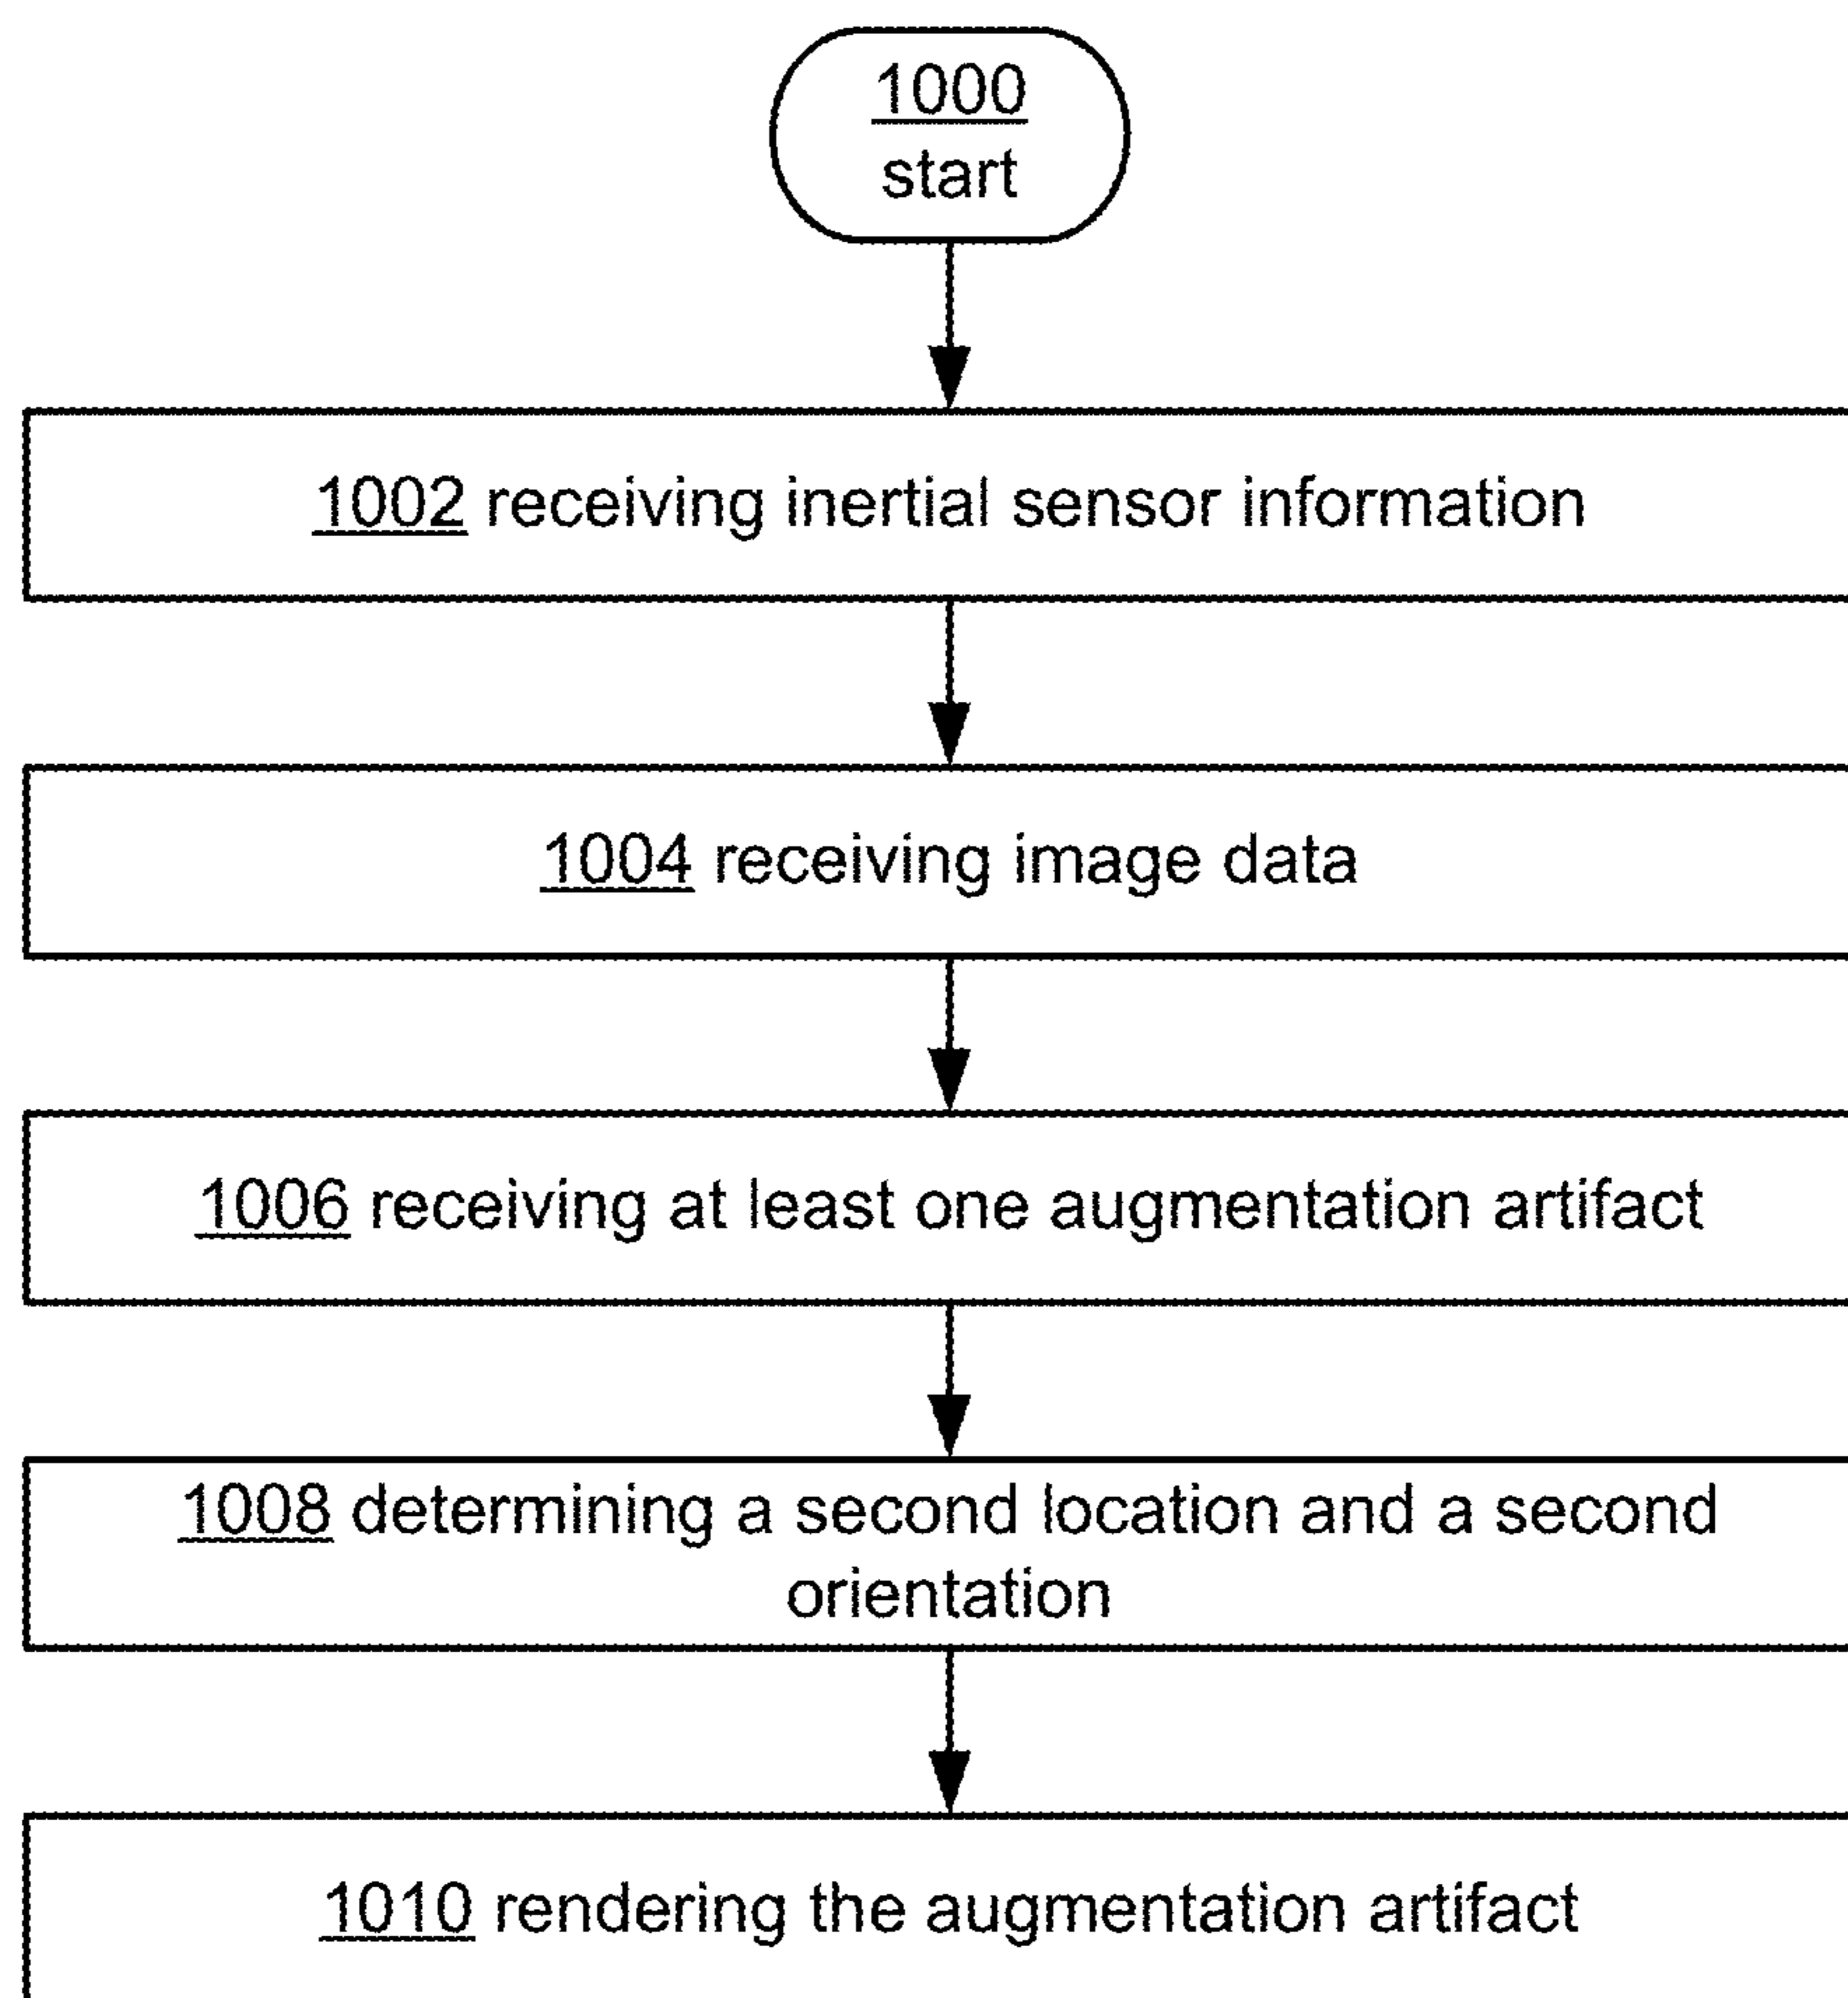 1000
start
1002 receiving inertial sensor information
1004 receiving image data
1006 receiving at least one augmentation artifact
1008 determining a second location and a second
orientation
1010 rendering the augmentation artifact